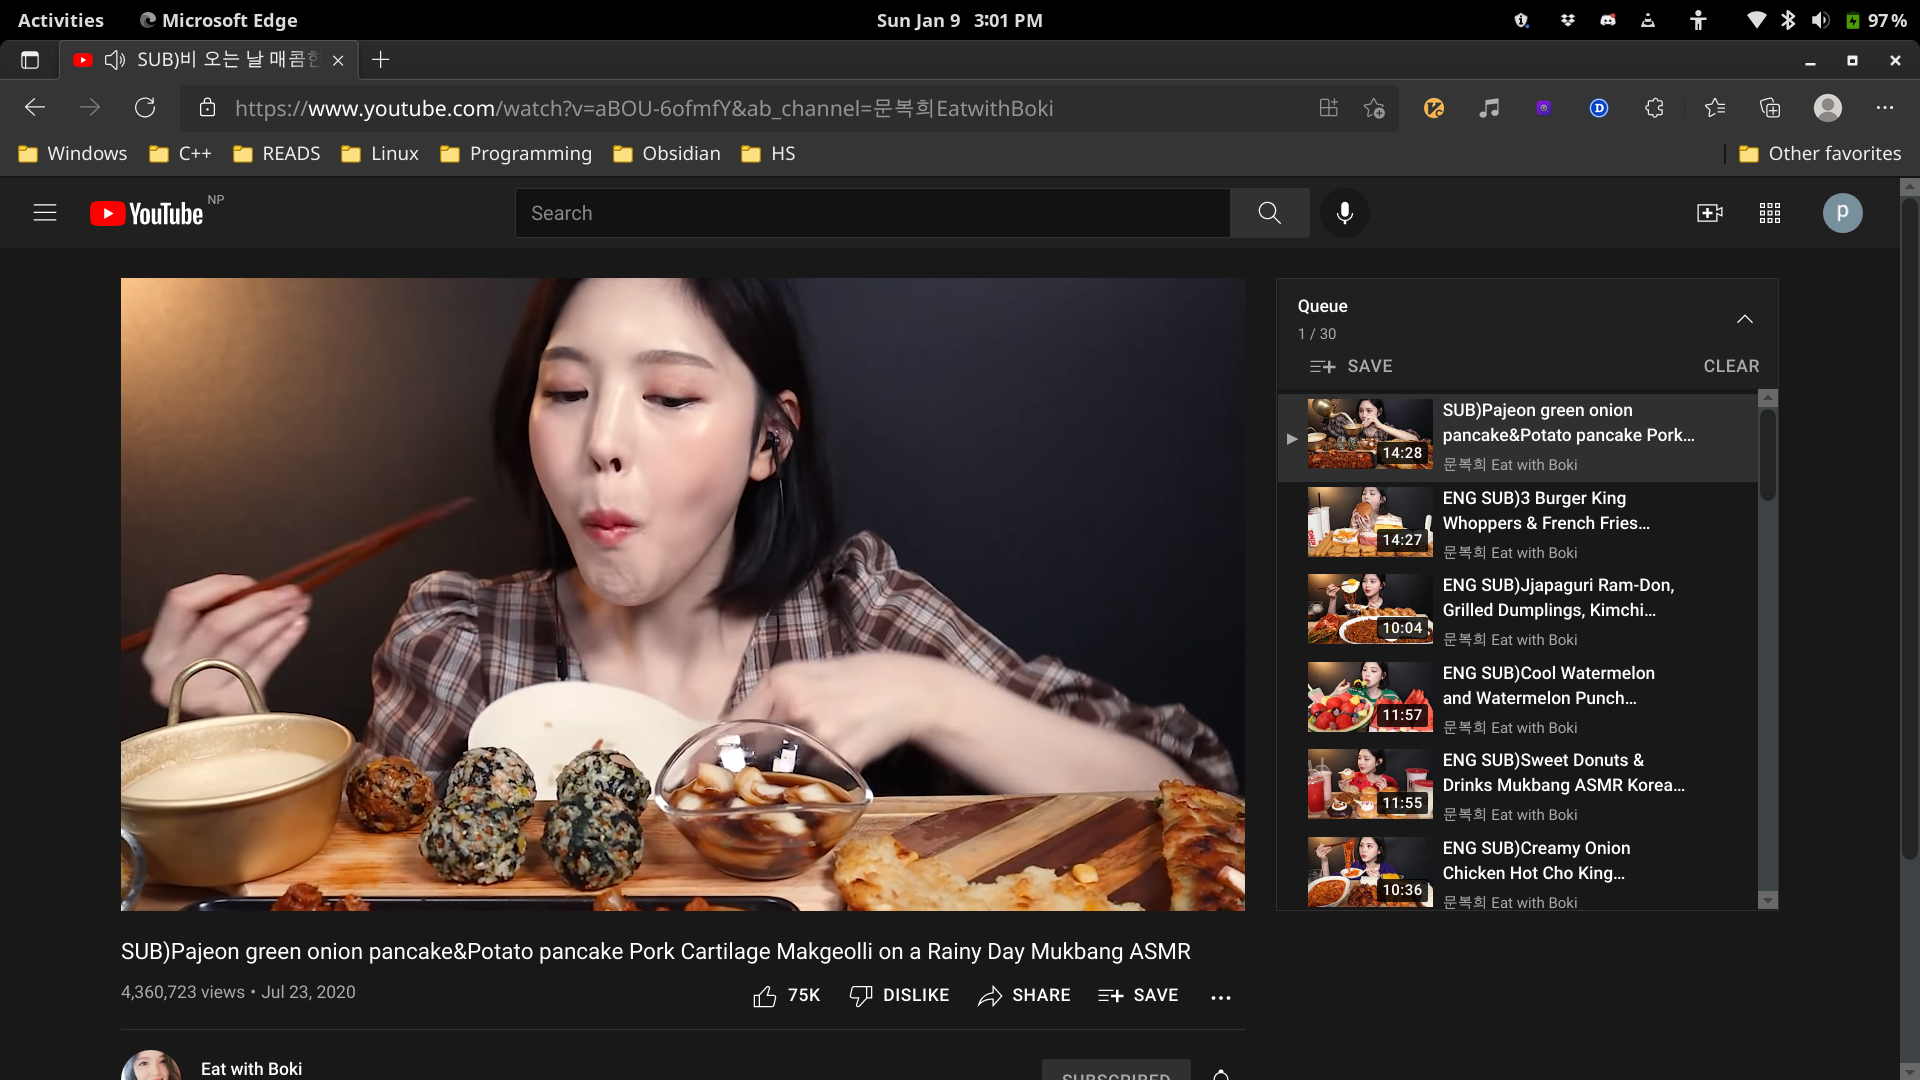 Activities
Microsoft Edge
Sun Jan 9 3:01 PM
97%
SUB)비 오는 날 매콤한
https://www.youtube.com/watch?v=aBOU-6ofmfY&ab_channel=문복희EatwithBoki
Windows
C++
READS
Linux
Programming
Obsidian
HS
Other favorites
YouTube NP
Search
p
Queue
1 / 30
SAVE
CLEAR
SUB)Pajeon green onion
pancake&Potato pancake Pork...
14:28
문복희 Eat with Boki
ENG SUB)3 Burger King
Whoppers & French Fries...
14:27
문복희 Eat with Boki
ENG SUB)Jjapaguri Ram-Don,
Grilled Dumplings, Kimchi...
10:04
문복희 Eat with Boki
ENG SUB)Cool Watermelon
and Watermelon Punch...
11:57
문복희 Eat with Boki
ENG SUB)Sweet Donuts &
Drinks Mukbang ASMR Korea...
11:55
문복희 Eat with Boki
ENG SUB)Creamy Onion
Chicken Hot Cho King...
10:36
문복희 Eat with Boki
SUB)Pajeon green onion pancake&Potato pancake Pork Cartilage Makgeolli on a Rainy Day Mukbang ASMR
4,360,723 views • Jul 23, 2020
75K
DISLIKE
SHARE
SAVE
Eat with Boki
SUBSCRIBED